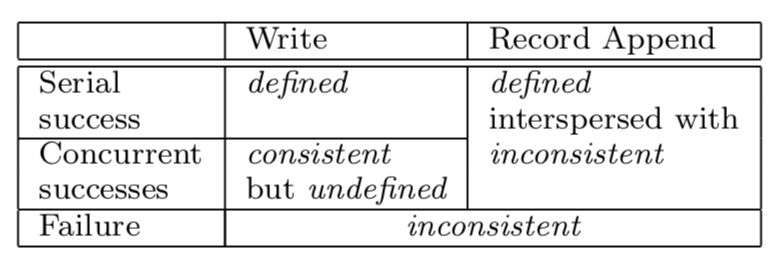 Write Record Append
Serial defined defined
success interspersed with
Concurrent consistent inconsistent
successes but undefined
Failure inconsistent